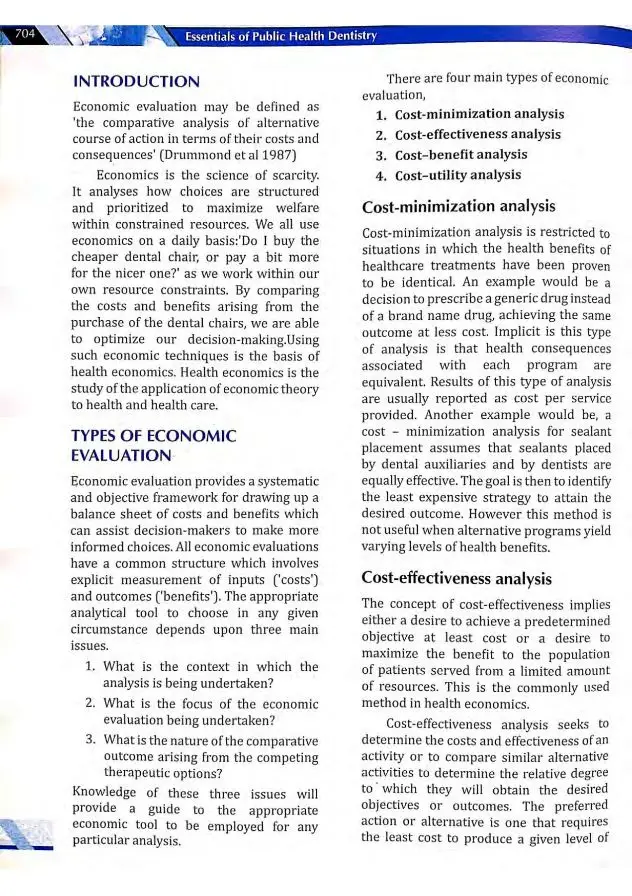 704
Essentials of Public Health Dentistry
INTRODUCTION
Economic evaluation may be defined as
'the comparative analysis of alternative
course of action in terms of their costs and
consequences' (Drummond et al 1987)
Economics is the science of scarcity.
It analyses how choices are structured
and prioritized to maximize welfare
within constrained resources. We all use
economics on a daily basis:'Do I buy the
cheaper dental chair, or pay a bit more
for the nicer one?' as we work within our
own resource constraints. By comparing
the costs and benefits arising from the
purchase of the dental chairs, we are able
to optimize our decision-making.Using
such economic techniques is the basis of
health economics. Health economics is the
study of the application of economic theory
to health and health care.
TYPES OF ECONOMIC
EVALUATION
Economic evaluation provides a systematic
and objective framework for drawing up a
balance sheet of costs and benefits which
can assist decision-makers to make more
informed choices. All economic evaluations
have a common structure which involves
explicit measurement of inputs ('costs')
and outcomes ('benefits'). The appropriate
analytical tool to choose in any given
circumstance depends upon three main
issues.
1. What is the context in which the
analysis is being undertaken?
2. What is the focus of the economic
evaluation being undertaken?
3. What is the nature of the comparative
outcome arising from the competing
therapeutic options?
Knowledge of these three issues will
provide a guide to the appropriate
economic tool to be employed for any
particular analysis.
There are four main types of economic
evaluation,
1. Cost-minimization analysis
2. Cost-effectiveness analysis
3. Cost-benefit analysis
4. Cost-utility analysis
Cost-minimization analysis
Cost-minimization analysis is restricted to
situations in which the health benefits of
healthcare treatments have been proven
to be identical. An example would be a
decision to prescribe a generic drug instead
of a brand name drug, achieving the same
outcome at less cost. Implicit is this type
of analysis is that health consequences
associated with each program are
equivalent. Results of this type of analysis
are usually reported as cost per service
provided. Another example would be, a
cost – minimization analysis for sealant
placement assumes that sealants placed
by dental auxiliaries and by dentists are
equally effective. The goal is then to identify
the least expensive strategy to attain the
desired outcome. However this method is
not useful when alternative programs yield
varying levels of health benefits.
Cost-effectiveness analysis
The concept of cost-effectiveness implies
either a desire to achieve a predetermined
objective at least cost or a desire to
maximize the benefit to the population
of patients served from a limited amount
of resources. This is the commonly used
method in health economics.
Cost-effectiveness analysis seeks to
determine the costs and effectiveness of an
activity or to compare similar alternative
activities to determine the relative degree
to which they will obtain the desired
objectives or outcomes. The preferred
action or alternative is one that requires
the least cost to produce a given level of